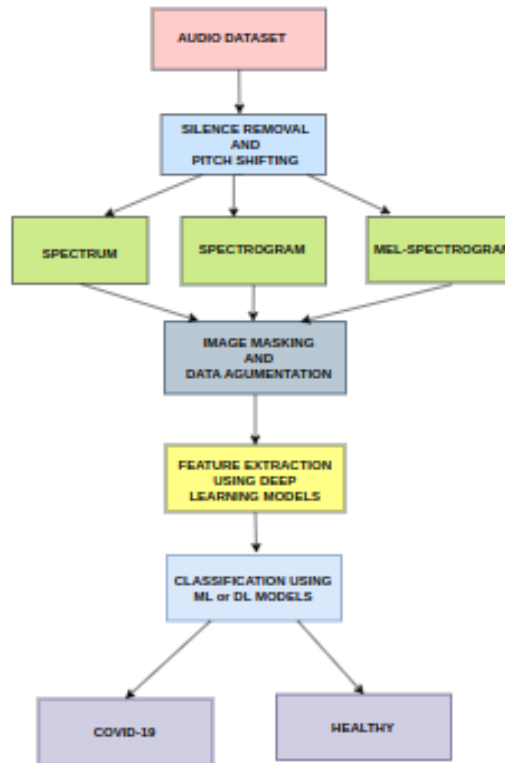 AUDIO DATASET
SILENCE REMOVAL
AND
PITCH SHIFTING
SPECTRUM
SPECTROGRAM
MEL-SPECTROGRAM
IMAGE MASKING
AND
DATA AGUMENTATION
FEATURE EXTRACTION
USING DEEP
LEARNING MODELS
CLASSIFICATION USING
ML or DL MODELS
COVID-19
HEALTHY